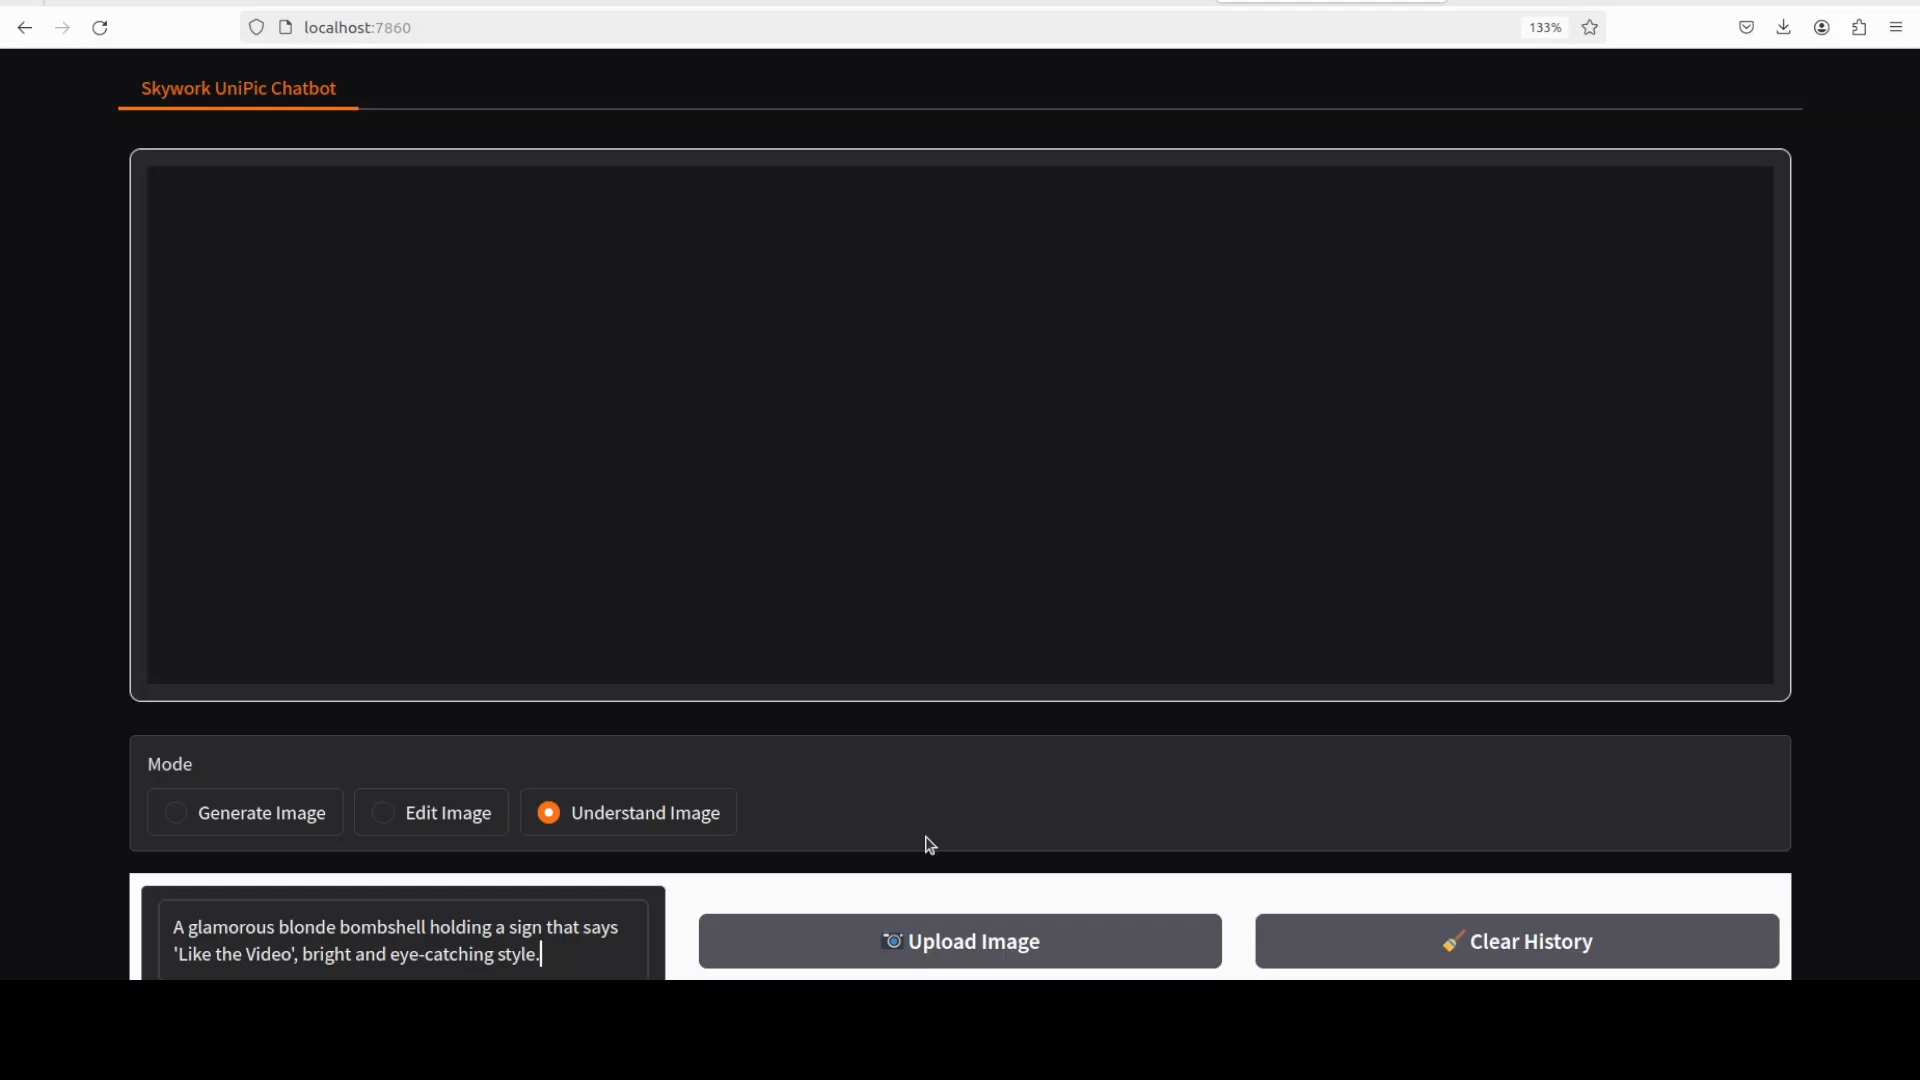 localhost:7860
133%
Skywork UniPic Chatbot
Mode
Generate Image
Edit Image
Understand Image
A glamorous blonde bombshell holding a sign that says
'Like the Video', bright and eye-catching style.
Upload Image
Clear History